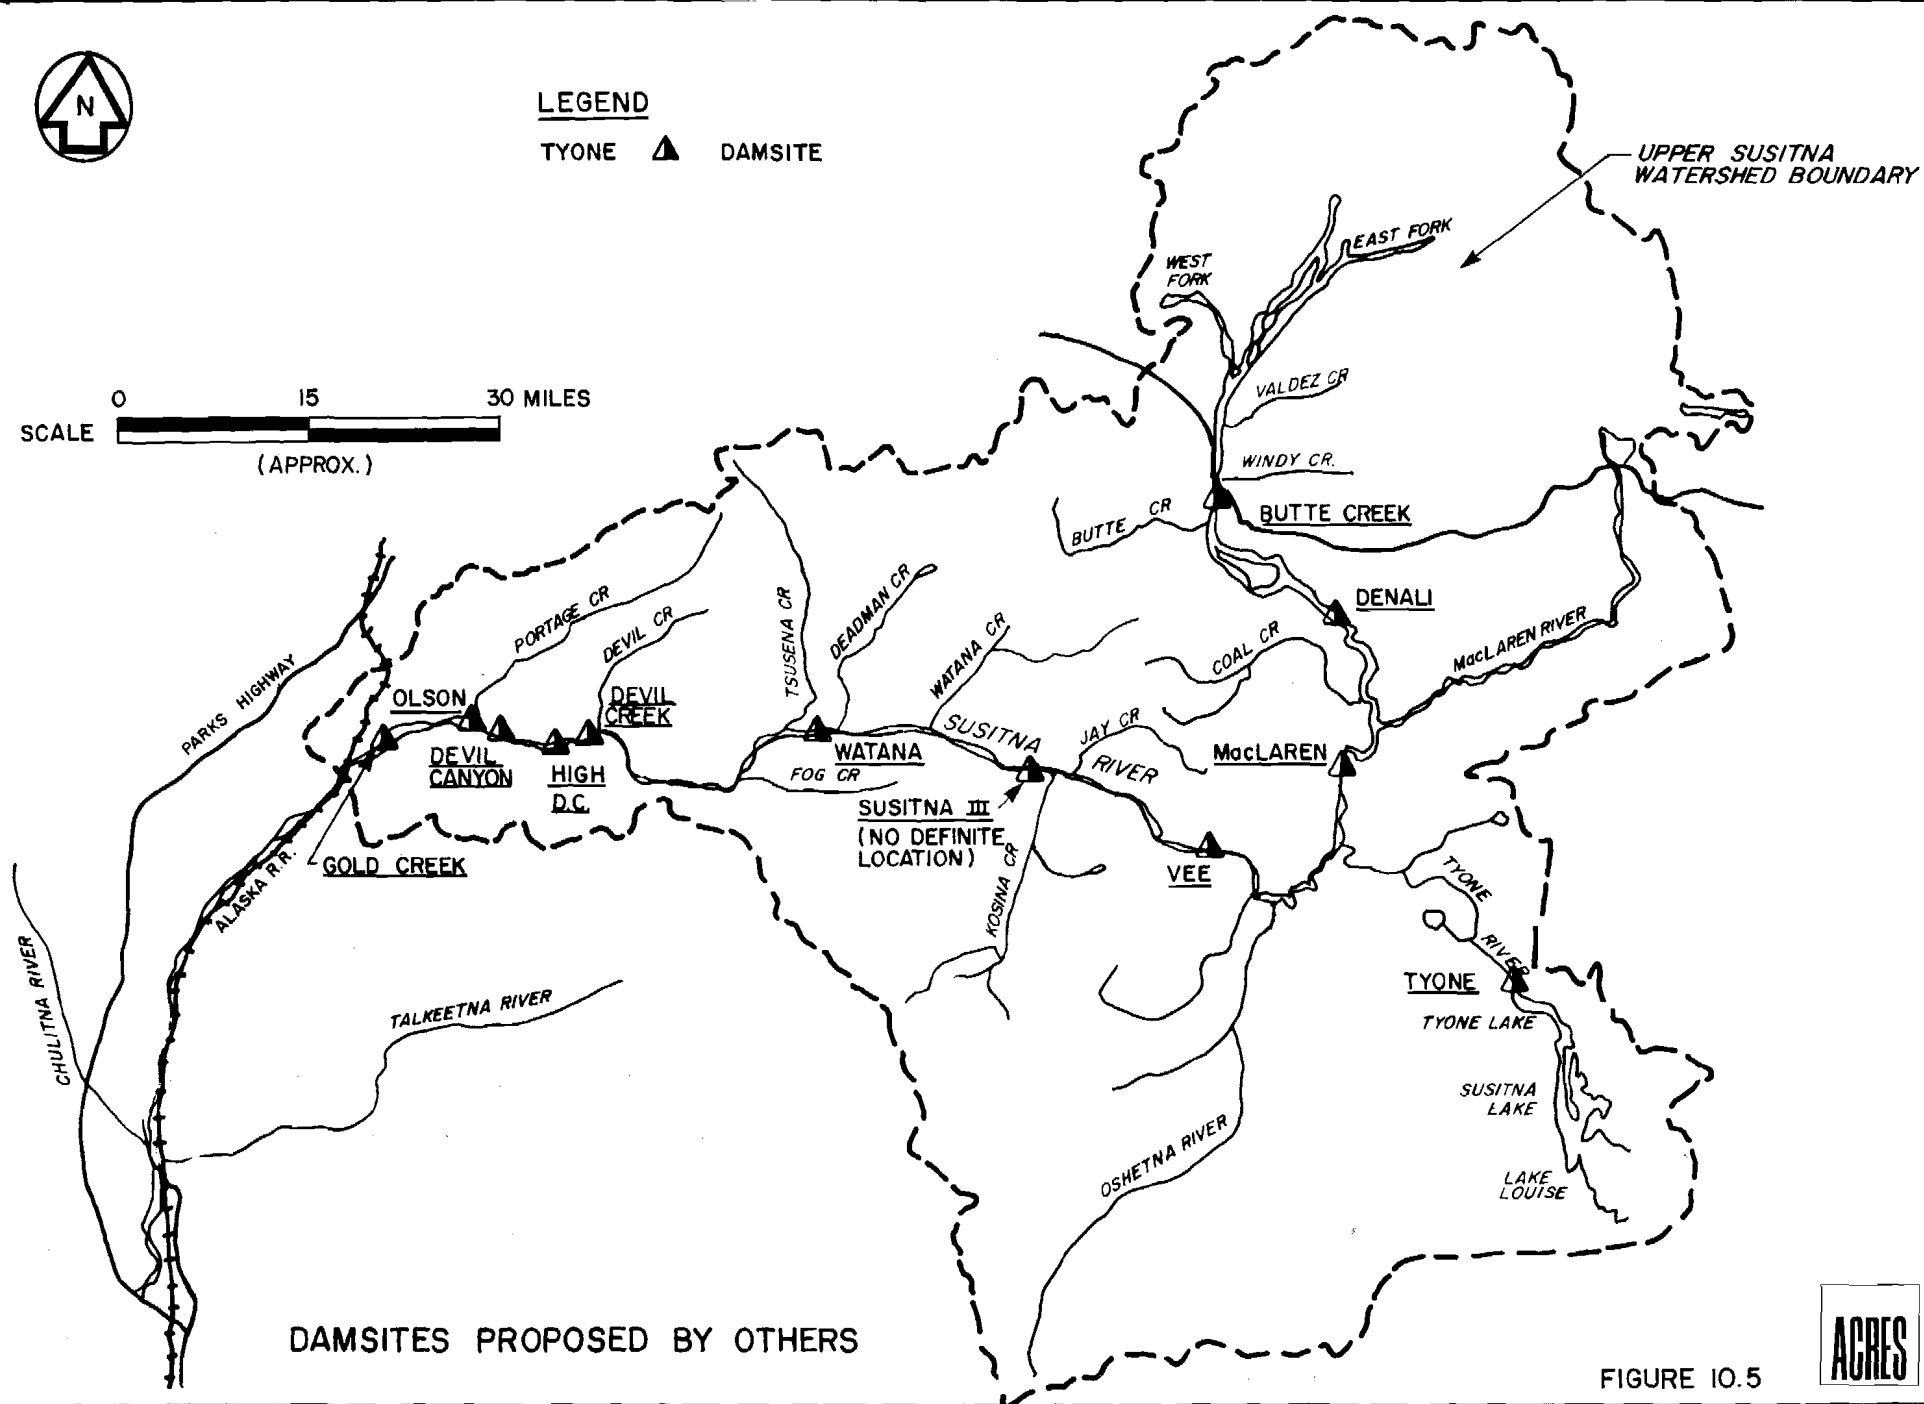 N
LEGEND
TYONE DAMSITE
UPPER SUSITNA
WATERSHED BOUNDARY
EAST FORK
WEST
FORK
VALDEZ CR
0 15 30 MILES
SCALE
(APPROX.)
WINDY CR.
BUTTE CR
BUTTE CREEK
DENALI
PORTAGE CR
DEVIL CR
TSUSENA CR
DEADMAN CR
WATANA CR
COAL CR
MacLAREN RIVER
PARKS HIGHWAY
OLSON
DEVIL
CREEK
DEVIL
CANYON
HIGH
D.C.
WATANA
FOG CR
SUSITNA
RIVER
JAY CR
MacLAREN
SUSITNA III
(NO DEFINITE
LOCATION)
KOSINA CR
VEE
GOLD CREEK
ALASKA R.R.
TYONE
RIVER
TYONE
TYONE LAKE
CHULITNA RIVER
TALKEETNA RIVER
SUSITNA
LAKE
OSHETNA RIVER
LAKE
LOUISE
DAMSITES PROPOSED BY OTHERS
FIGURE 10.5
ACRES